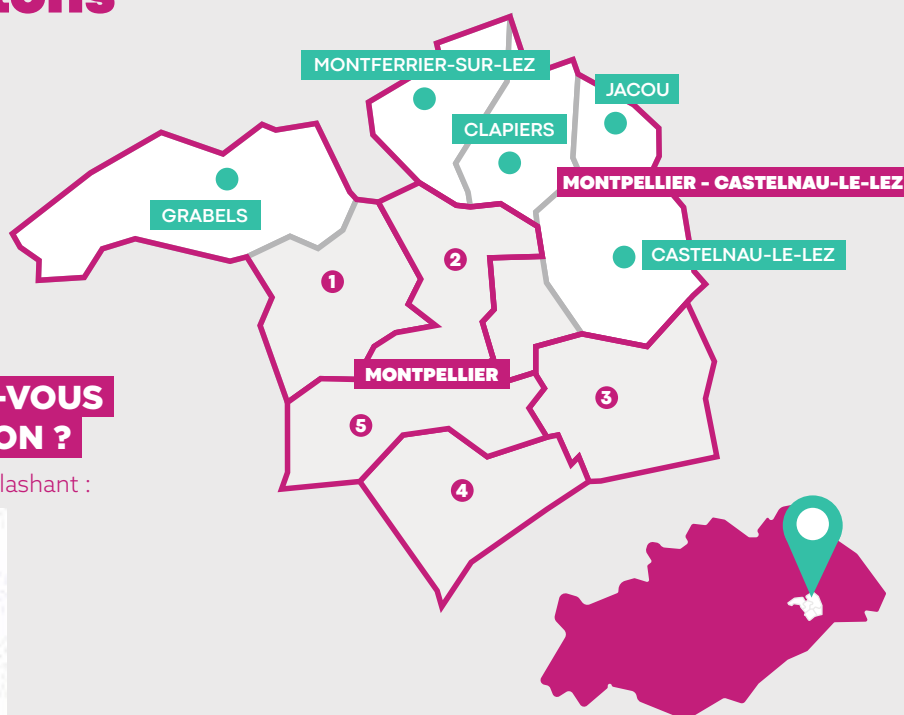 MONTFERRIER-SUR-LEZ
JACOU
CLAPIERS
MONTPELLIER - CASTELNAU-LE-LEZ
GRABELS
CASTELNAU-LE-LEZ
2
1
MONTPELLIER
-VOUS
3
ON ?
5
lashant :
4